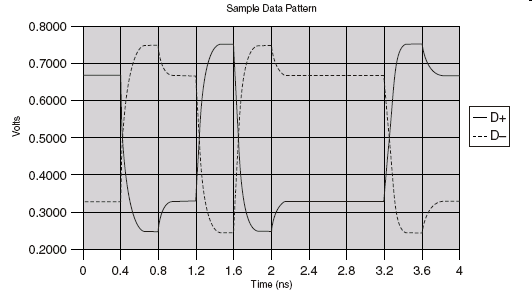 Sample Data Pattern
0.8000
0.7000
0.6000
0.5000
0.4000
0.3000
0.2000
Volts
0 0.4 0.8 1.2 1.6 2 2.4 2.8 3.2 3.6 4
Time (ns)
D+
D–